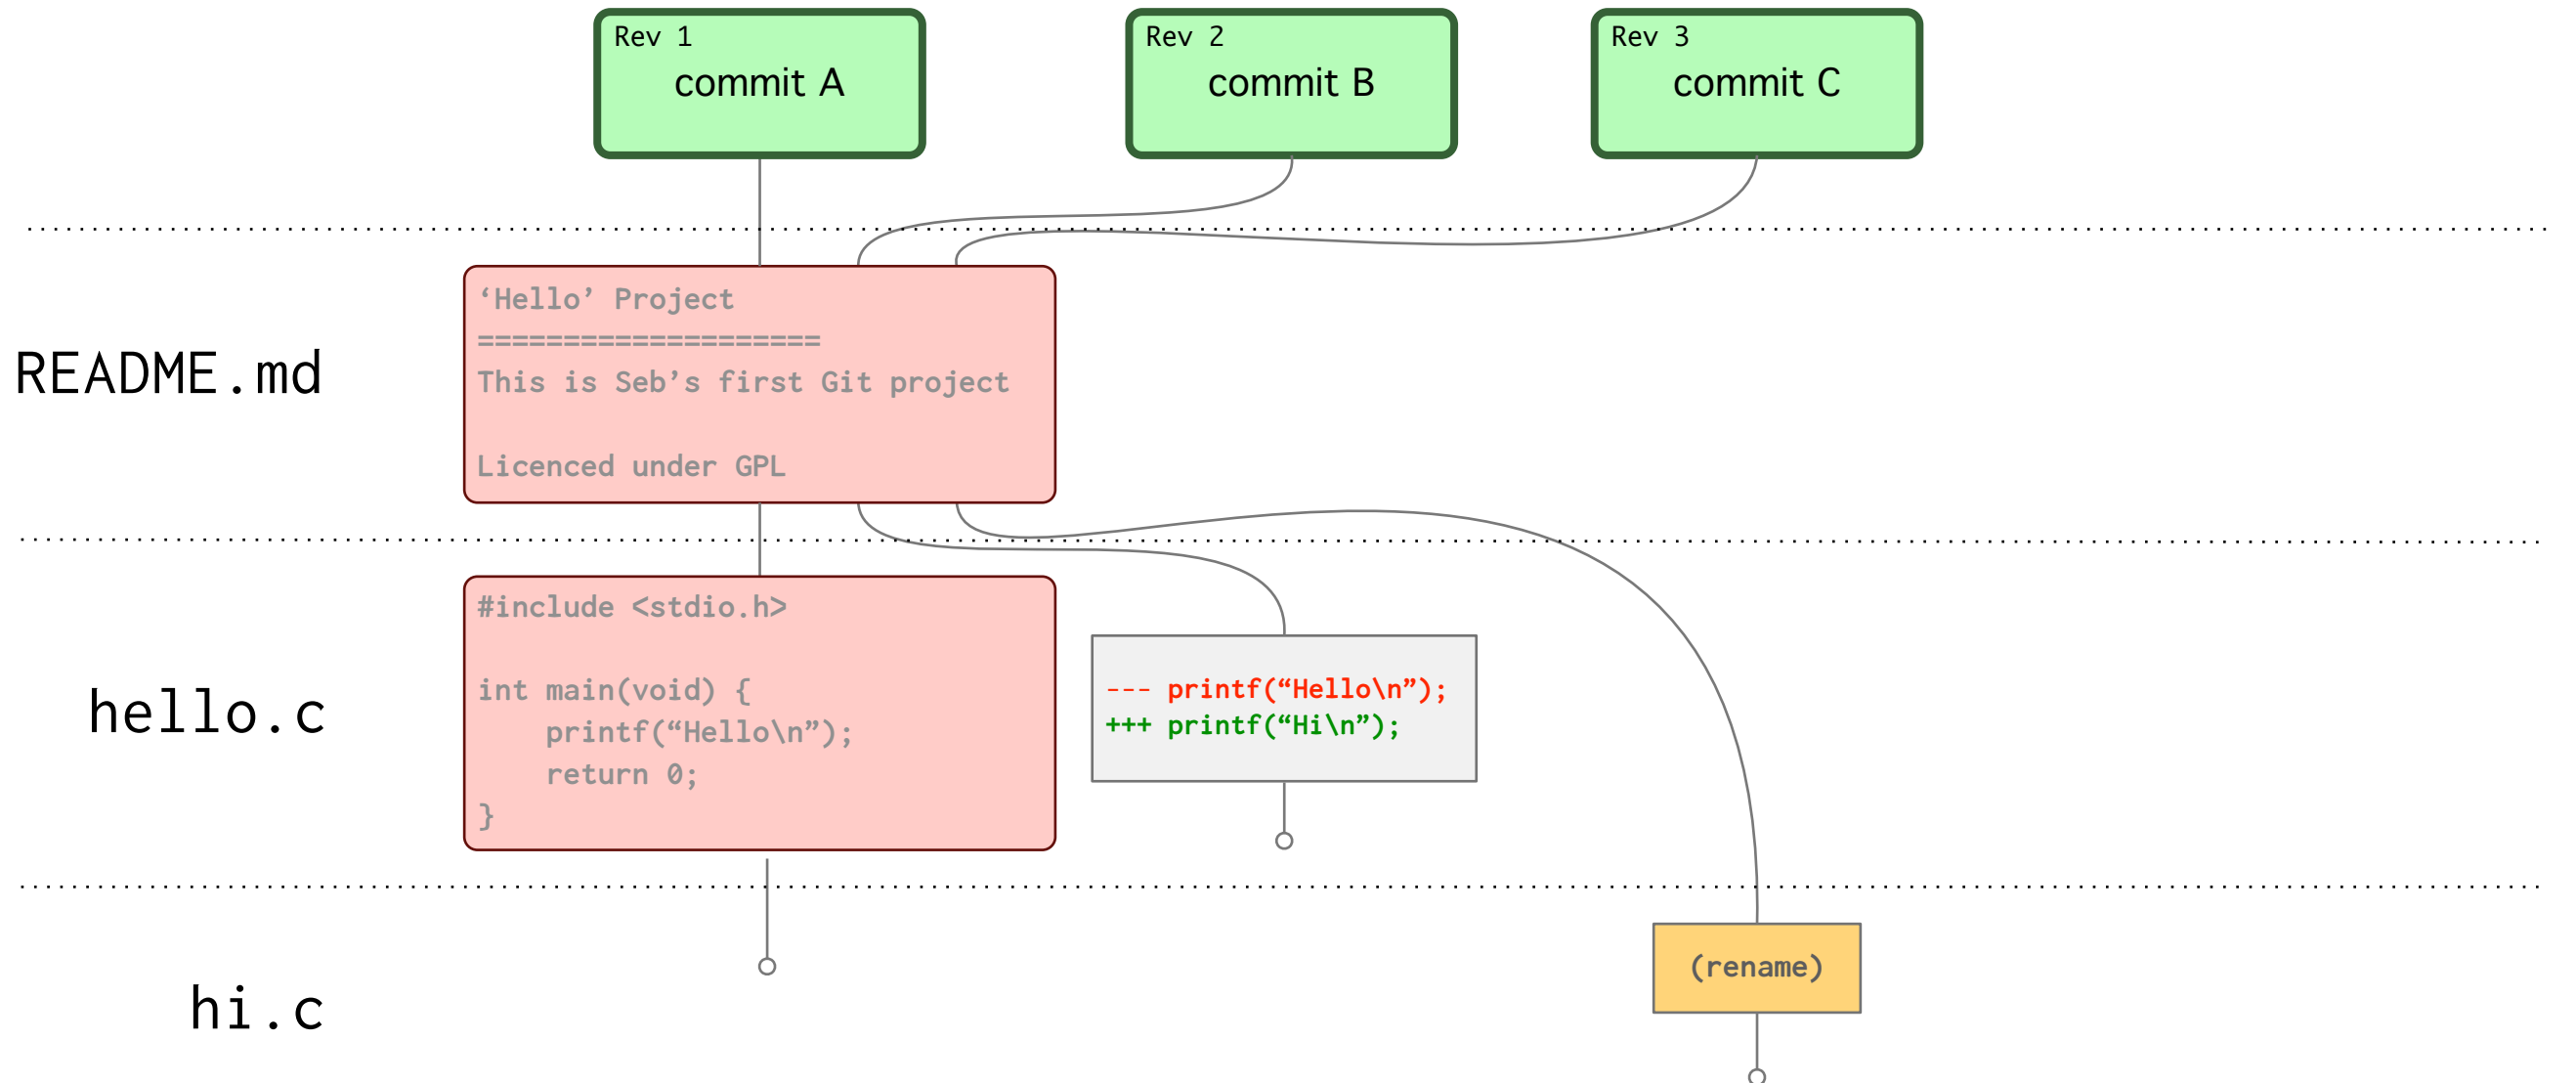 Rev 1
commit A
Rev 2
commit B
Rev 3
commit C
README.md
‘Hello’ Project
====================
This is Seb’s first Git project
Licenced under GPL
hello.c
#include <stdio.h>
int main(void) {
    printf(“Hello\n”);
    return 0;
}
--- printf(“Hello\n”);
+++ printf(“Hi\n”);
hi.c
(rename)